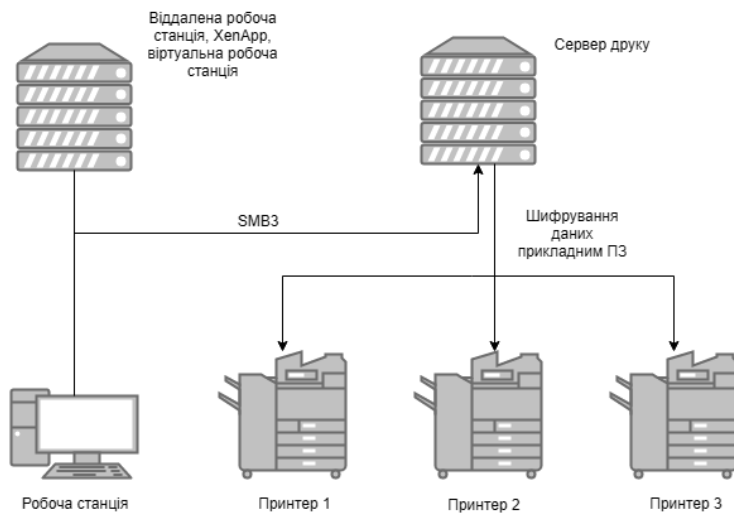 Віддалена робоча
станція, XenApp,
віртуальна робоча
станція
Сервер друку
SMB3
Шифрування
даних
прикладним ПЗ
Робоча станція
Принтер 1
Принтер 2
Принтер 3